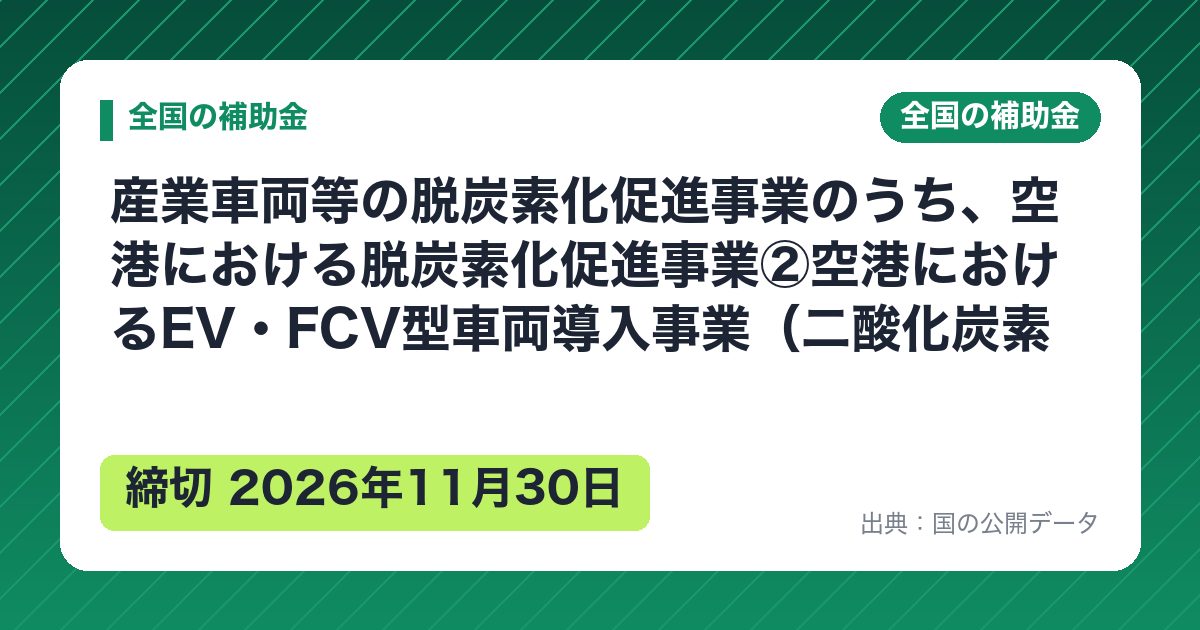 全国の補助金
全国の補助金
産業車両等の脱炭素化促進事業のうち、空
港における脱炭素化促進事業②空港におけ
るEV・FCV型車両導入事業（二酸化炭素
締切 2026年11月30日
出典：国の公開データ